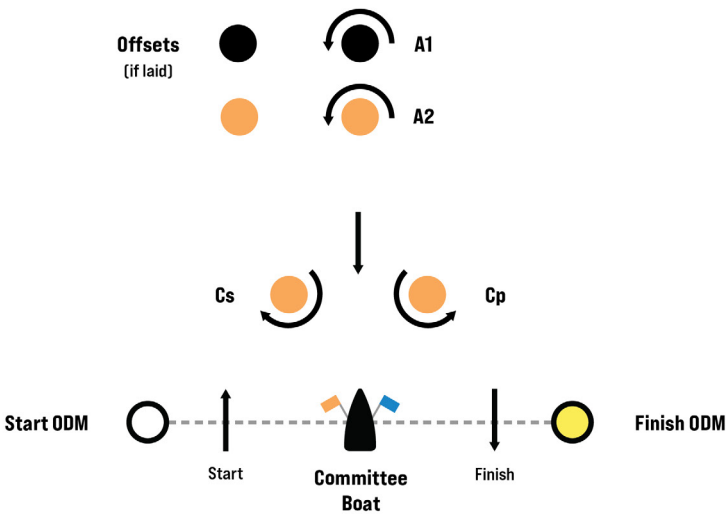 Offsets
(if laid)
A1
A2
Cs
Cp
Start ODM
Finish ODM
Start
Finish
Committee
Boat